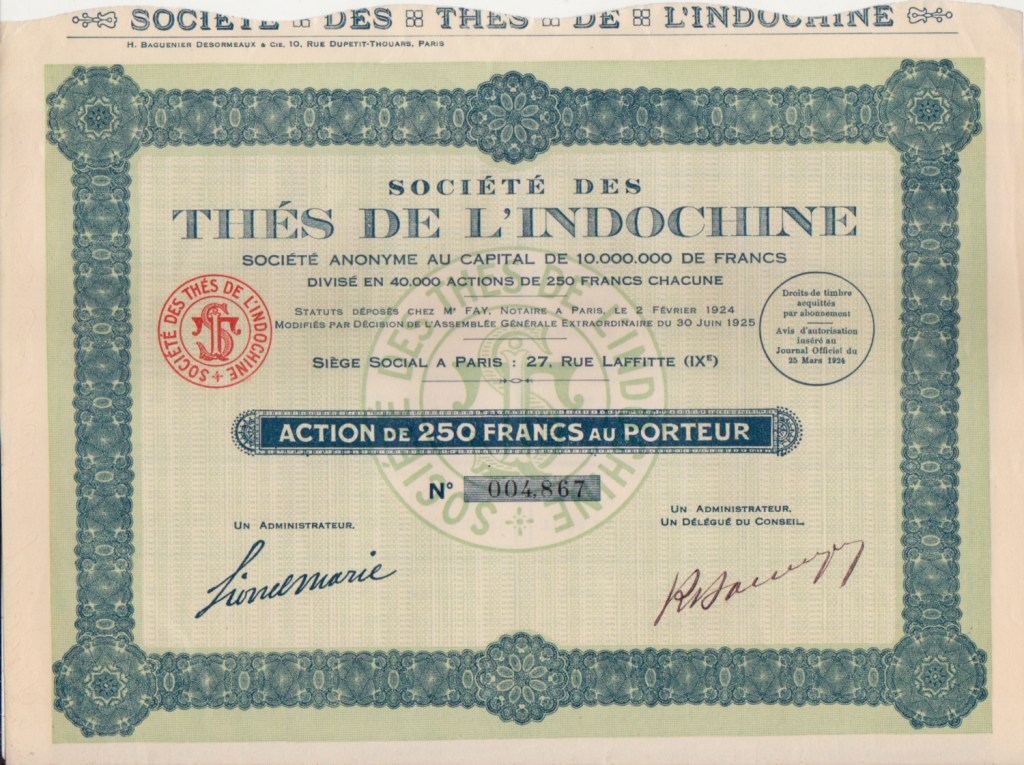 SOCIÉTÉ DES THÉS DE L'INDOCHINE
H. BAGUENIER DESORMEAUX & CIE, 10, RUE DUPETIT-THOUARS, PARIS
SOCIÉTÉ DES
THÉS DE L'INDOCHINE
SOCIÉTÉ ANONYME AU CAPITAL DE 10.000.000 DE FRANCS
DIVISÉ EN 40.000 ACTIONS DE 250 FRANCS CHACUNE
STATUTS DÉPOSÉS CHEZ Me FAY, NOTAIRE A PARIS, LE 2 FÉVRIER 1924
MODIFIÉS PAR DÉCISION DE L'ASSEMBLÉE GÉNÉRALE EXTRAORDINAIRE DU 30 JUIN 1925
SIÈGE SOCIAL A PARIS : 27, RUE LAFFITTE (IXE)
SOCIÉTÉ DES THÉS DE L'INDOCHINE
Droits de timbre
acquittés
par abonnement
Avis d'autorisation
inséré au
Journal Officiel du
25 Mars 1926
ACTION DE 250 FRANCS AU PORTEUR
N° 004,867
UN ADMINISTRATEUR.
Lionelmarie
UN ADMINISTRATEUR.
UN DÉLÉGUÉ DU CONSEIL,